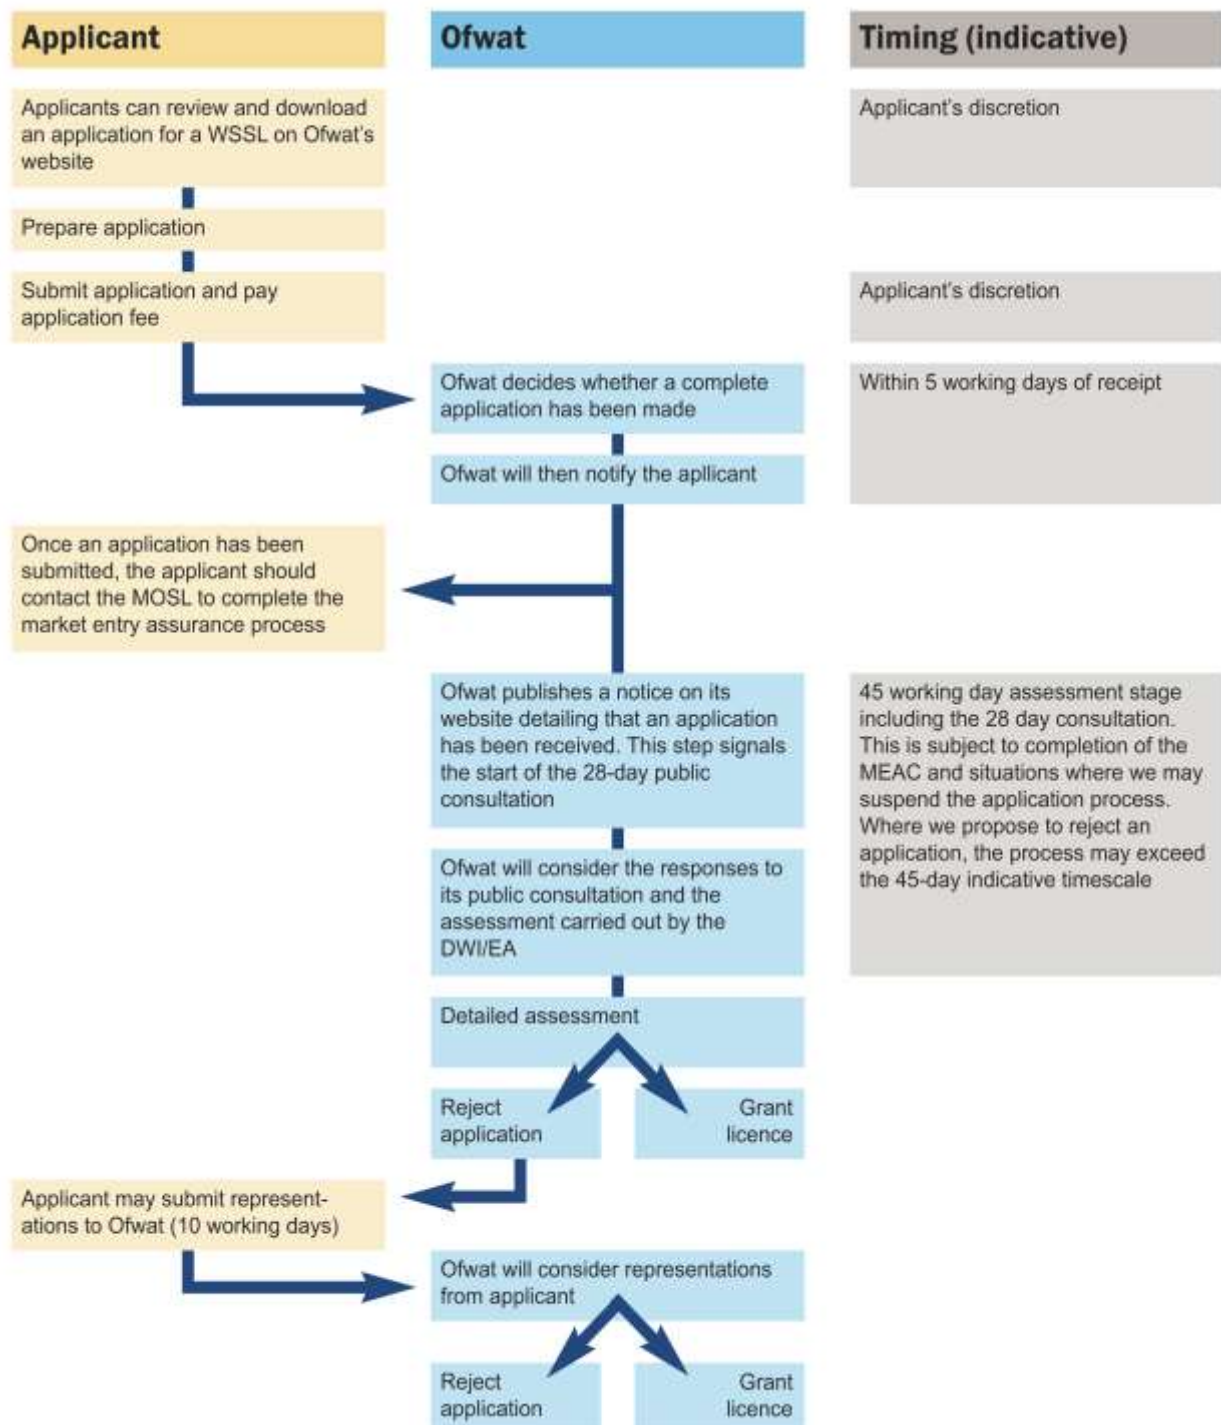 Applicant
Ofwat
Timing (indicative)
Applicants can review and download
an application for a WSSL on Ofwat's
website
Applicant's discretion
Prepare application
Submit application and pay
application fee
Applicant's discretion
Ofwat decides whether a complete
application has been made
Within 5 working days of receipt
Ofwat will then notify the apllicant
Once an application has been
submitted, the applicant should
contact the MOSL to complete the
market entry assurance process
Ofwat publishes a notice on its
website detailing that an application
has been received. This step signals
the start of the 28-day public
consultation
45 working day assessment stage
including the 28 day consultation.
This is subject to completion of the
MEAC and situations where we may
suspend the application process.
Where we propose to reject an
application, the process may exceed
the 45-day indicative timescale
Ofwat will consider the responses to
its public consultation and the
assessment carried out by the
DWI/EA
Detailed assessment
Reject
application
Grant
licence
Applicant may submit represent-
ations to Ofwat (10 working days)
Ofwat will consider representations
from applicant
Reject
application
Grant
licence